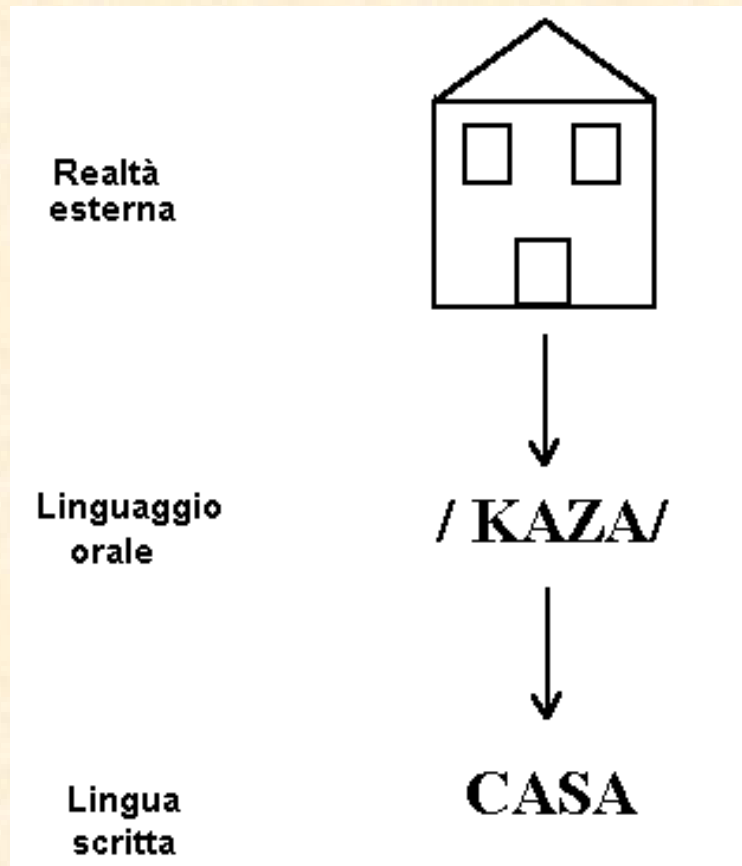 Realtà
esterna
Linguaggio
orale
/ KAZA/
Lingua
scritta
CASA